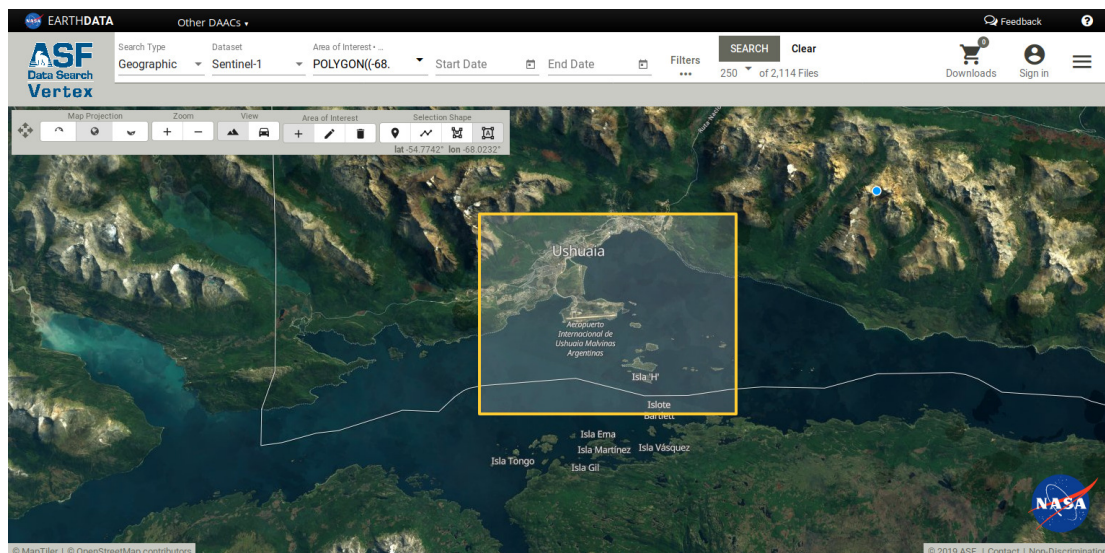 NASA EARTHDATA
Other DAACs ▾
Feedback
?
ASF
Data Search
Vertex
Search Type
Geographic
Dataset
Sentinel-1
Area of Interest • ...
POLYGON((-68.
Start Date
End Date
Filters
•••
SEARCH
Clear
250 of 2,114 Files
0
Downloads
Sign in
Map Projection
Zoom
View
Area of Interest
Selection Shape
+ −
+
lat -54.7742° lon -68.0232°
Ushuaia
Aeropuerto
Internacional de
Ushuaia Malvinas
Argentinas
Isla 'H'
Islote
Bartlett
Isla Ema
Isla Martínez
Isla Vásquez
Isla Tongo
Isla Gil
NASA
© MapTiler | © OpenStreetMap contributors
© 2019 ASF | Contact | Non-Discrimination